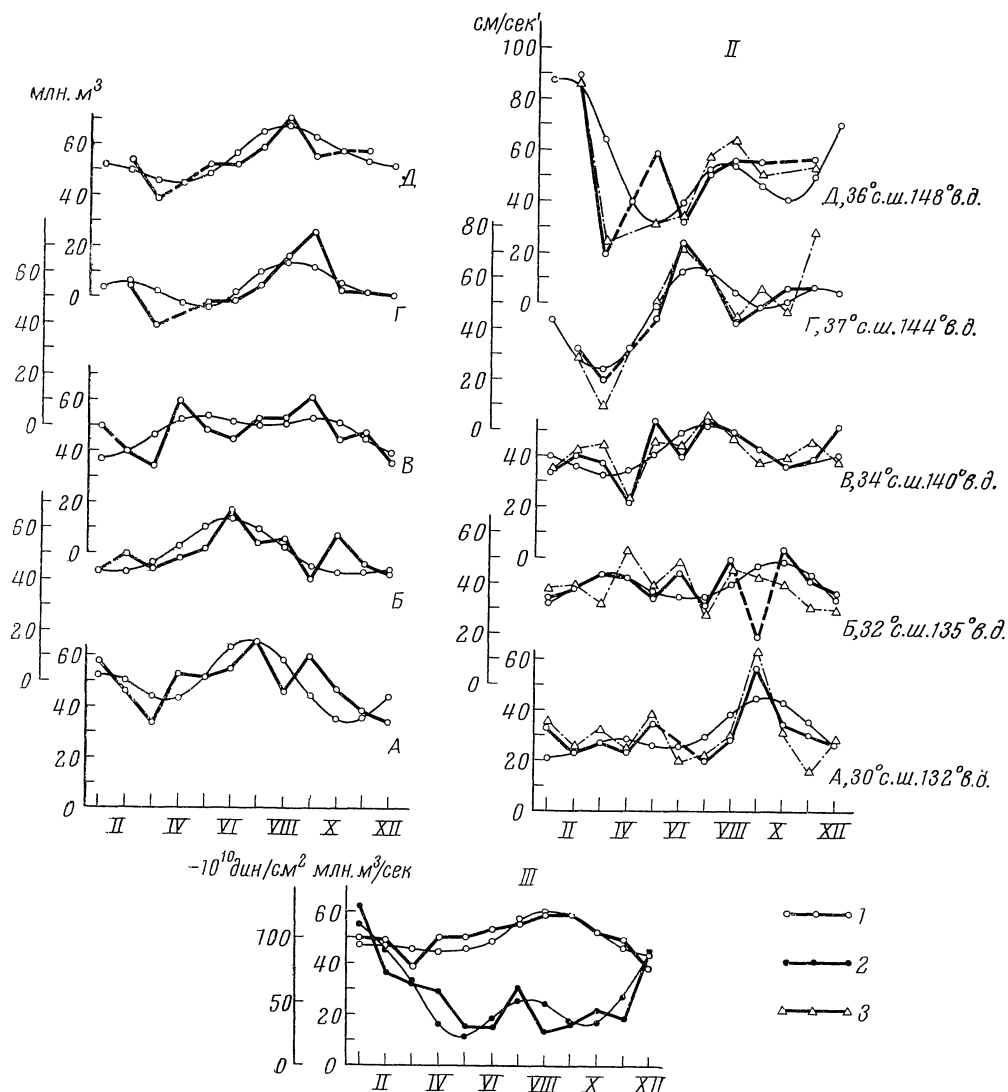 млн. м³
60
40
20
0
Д
60
40
20
0
Г
60
40
20
0
В
60
40
20
0
Б
60
40
20
0
А
II IV VI VIII X XII
см/сек
II
100
80
60
40
20
0
Д, 36° с.ш. 148° в.д.
80
60
40
20
0
Г, 37° с.ш. 144° в.д.
40
20
0
В, 34° с.ш. 140° в.д.
60
40
20
0
Б, 32° с.ш. 135° в.д.
60
40
20
0
А, 30° с.ш. 132° в.д.
II IV VI VIII X XII
-10¹⁰ дин/см² млн. м³/сек
III
100
50
0
60
40
20
0
II IV VI VIII X XII
1
2
3